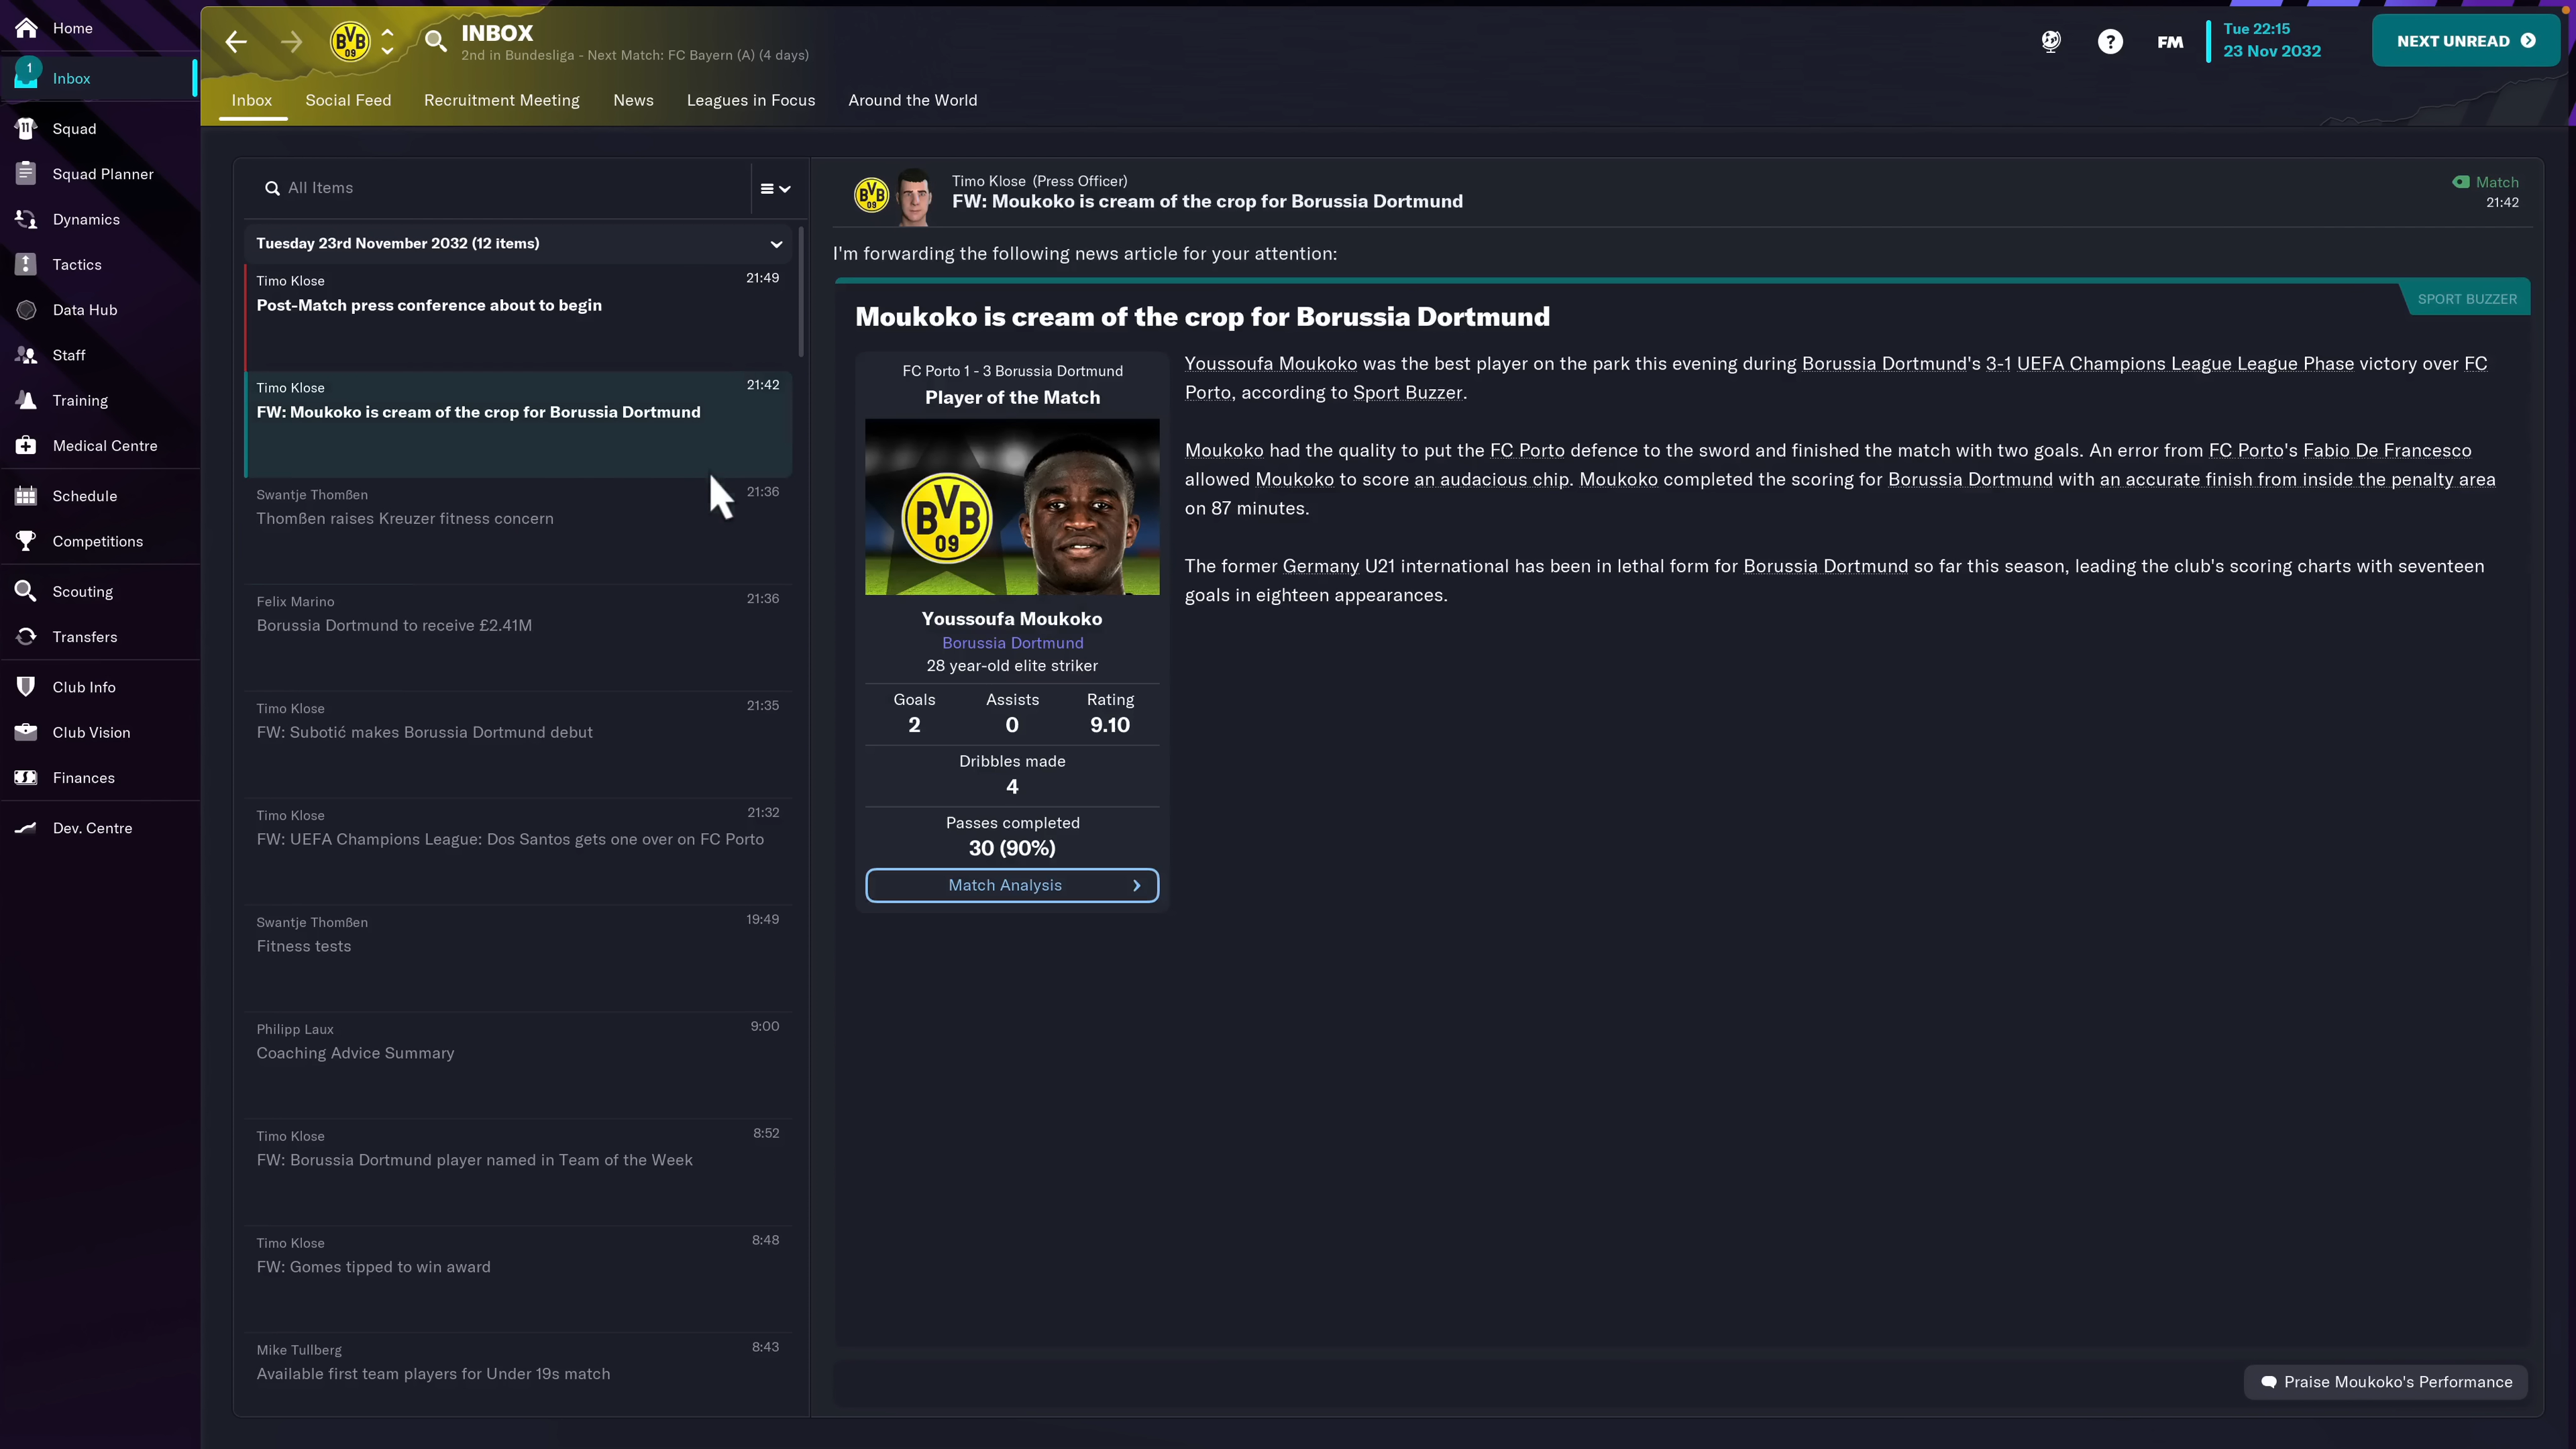 Home
1
Inbox
Squad
Squad Planner
Dynamics
Tactics
Data Hub
Staff
Training
Medical Centre
Schedule
Competitions
Scouting
Transfers
Club Info
Club Vision
Finances
Dev. Centre
BVB 09
INBOX
2nd in Bundesliga - Next Match: FC Bayern (A) (4 days)
?
FM
Tue 22:15
23 Nov 2032
NEXT UNREAD
Inbox
Social Feed
Recruitment Meeting
News
Leagues in Focus
Around the World
All Items
Tuesday 23rd November 2032 (12 items)
Timo Klose 21:49
Post-Match press conference about to begin
Timo Klose 21:42
FW: Moukoko is cream of the crop for Borussia Dortmund
Swantje Thomßen 21:36
Thomßen raises Kreuzer fitness concern
Felix Marino 21:36
Borussia Dortmund to receive £2.41M
Timo Klose 21:35
FW: Subotić makes Borussia Dortmund debut
Timo Klose 21:32
FW: UEFA Champions League: Dos Santos gets one over on FC Porto
Swantje Thomßen 19:49
Fitness tests
Philipp Laux 9:00
Coaching Advice Summary
Timo Klose 8:52
FW: Borussia Dortmund player named in Team of the Week
Timo Klose 8:48
FW: Gomes tipped to win award
Mike Tullberg 8:43
Available first team players for Under 19s match
BVB 09
Timo Klose (Press Officer)
FW: Moukoko is cream of the crop for Borussia Dortmund
Match
21:42
I'm forwarding the following news article for your attention:
SPORT BUZZER
Moukoko is cream of the crop for Borussia Dortmund
FC Porto 1 - 3 Borussia Dortmund
Player of the Match
BVB
09
Youssoufa Moukoko
Borussia Dortmund
28 year-old elite striker
Goals Assists Rating
2 0 9.10
Dribbles made
4
Passes completed
30 (90%)
Match Analysis
Youssoufa Moukoko was the best player on the park this evening during Borussia Dortmund's 3-1 UEFA Champions League League Phase victory over FC
Porto, according to Sport Buzzer.
Moukoko had the quality to put the FC Porto defence to the sword and finished the match with two goals. An error from FC Porto's Fabio De Francesco
allowed Moukoko to score an audacious chip. Moukoko completed the scoring for Borussia Dortmund with an accurate finish from inside the penalty area
on 87 minutes.
The former Germany U21 international has been in lethal form for Borussia Dortmund so far this season, leading the club's scoring charts with seventeen
goals in eighteen appearances.
Praise Moukoko's Performance